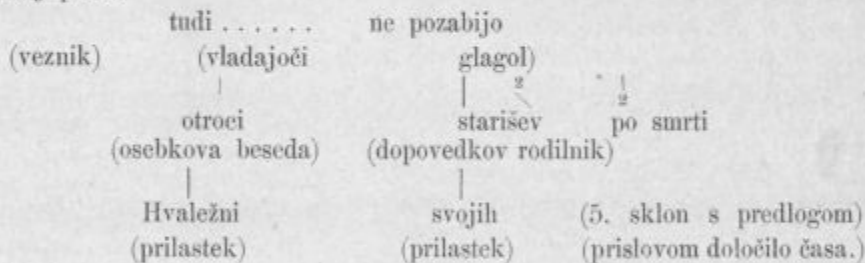 tudi . . . . . . ne pozabijo
(veznik) (vladajoči glagol)
2 1/2
otroci starišev po smrti
(osebkova beseda) (dopovedkov rodilnik)
Hvaležni svojih (5. sklon s predlogom)
(prilastek) (prilastek) (prislovom določilo časa.)